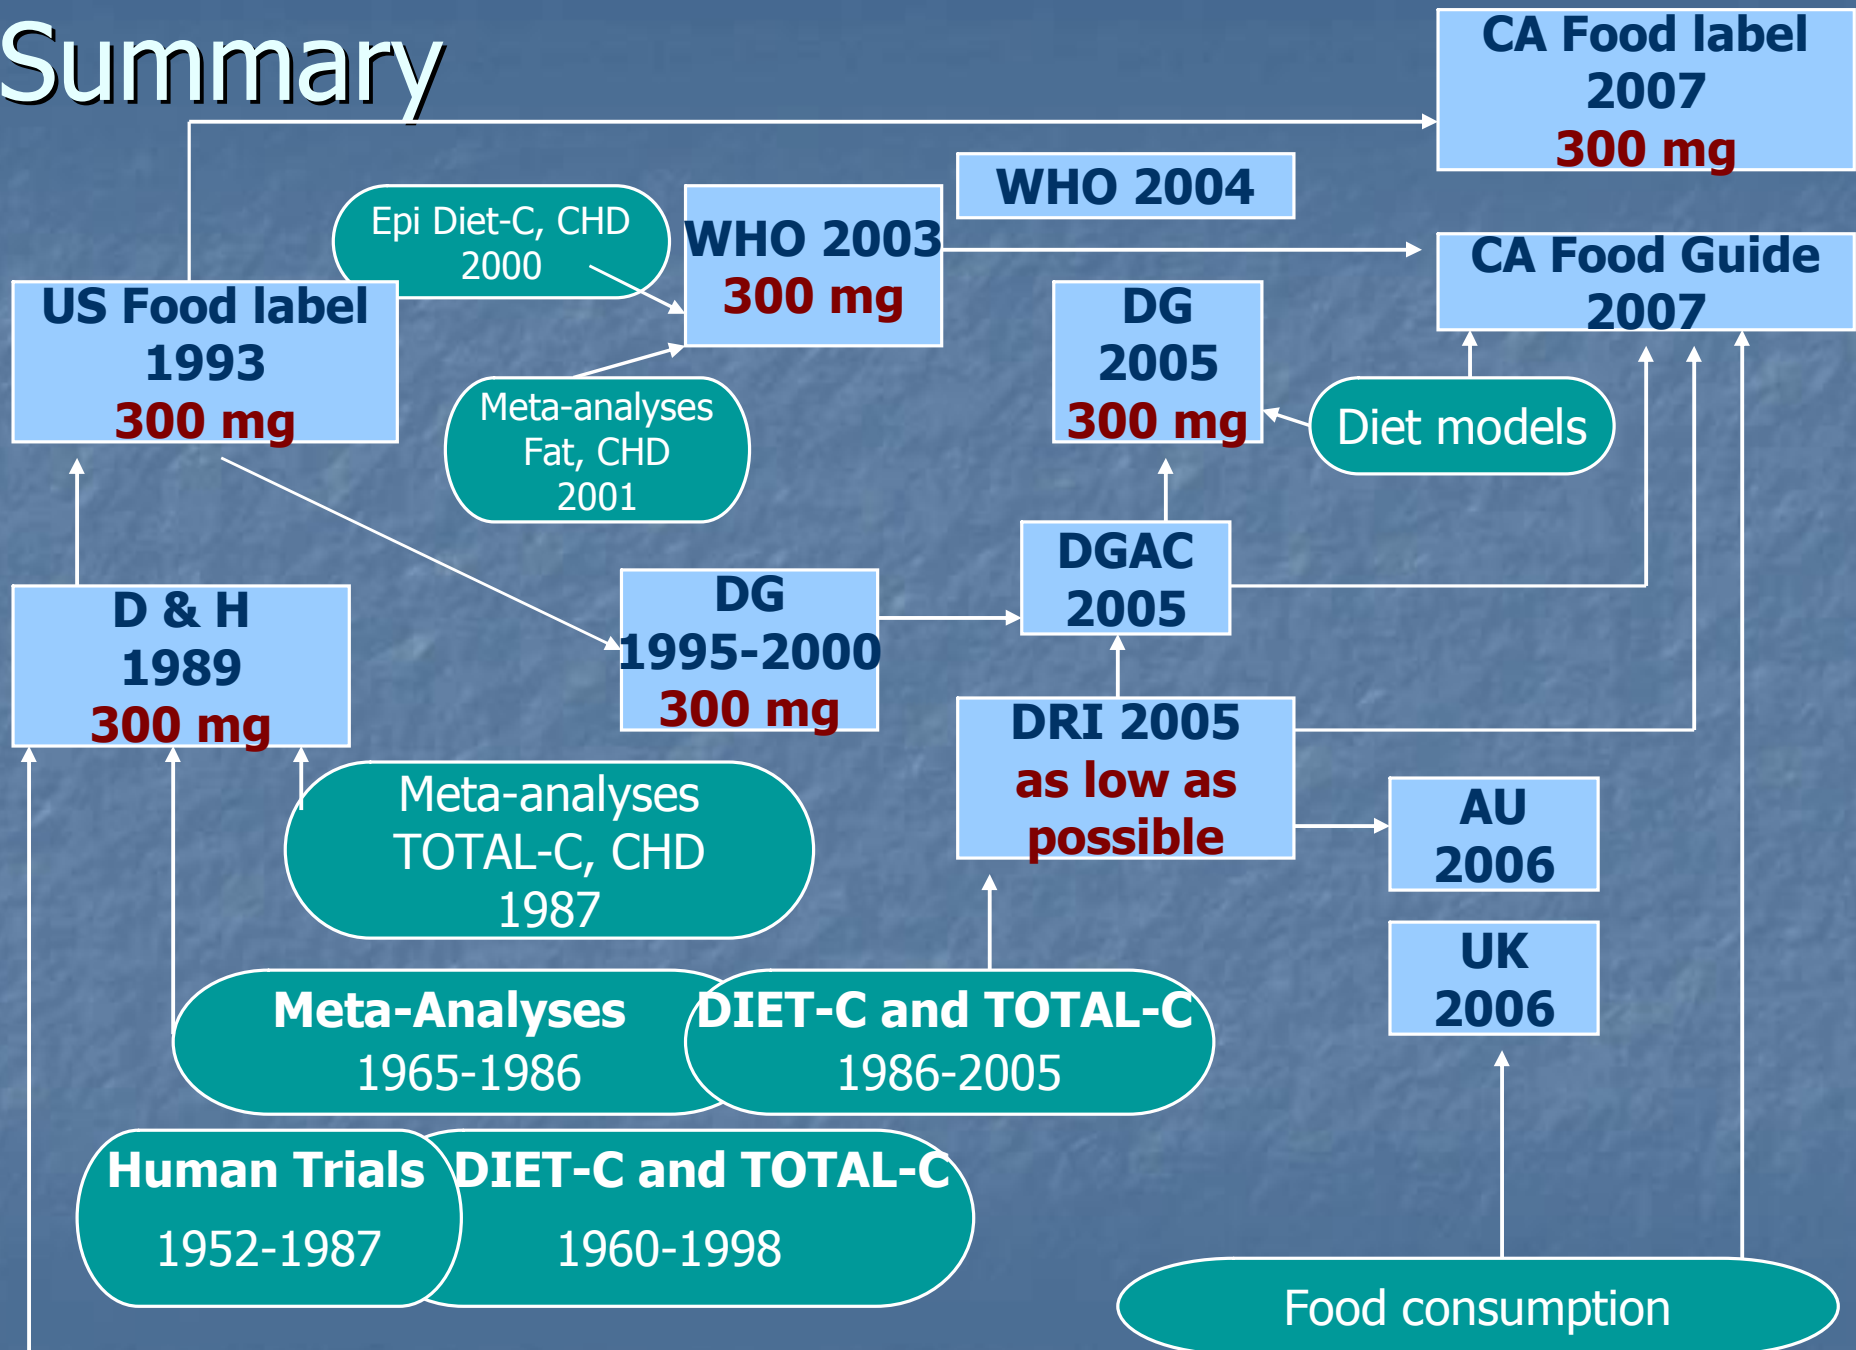 Summary
CA Food label
2007
300 mg
Epi Diet-C, CHD
2000
WHO 2003
300 mg
WHO 2004
CA Food Guide
2007
US Food label
1993
300 mg
DG
2005
300 mg
Meta-analyses
Fat, CHD
2001
Diet models
D & H
1989
300 mg
DG
1995-2000
300 mg
DGAC
2005
DRI 2005
as low as
possible
AU
2006
Meta-analyses
TOTAL-C, CHD
1987
UK
2006
Meta-Analyses
1965-1986
DIET-C and TOTAL-C
1986-2005
Human Trials
1952-1987
DIET-C and TOTAL-C
1960-1998
Food consumption